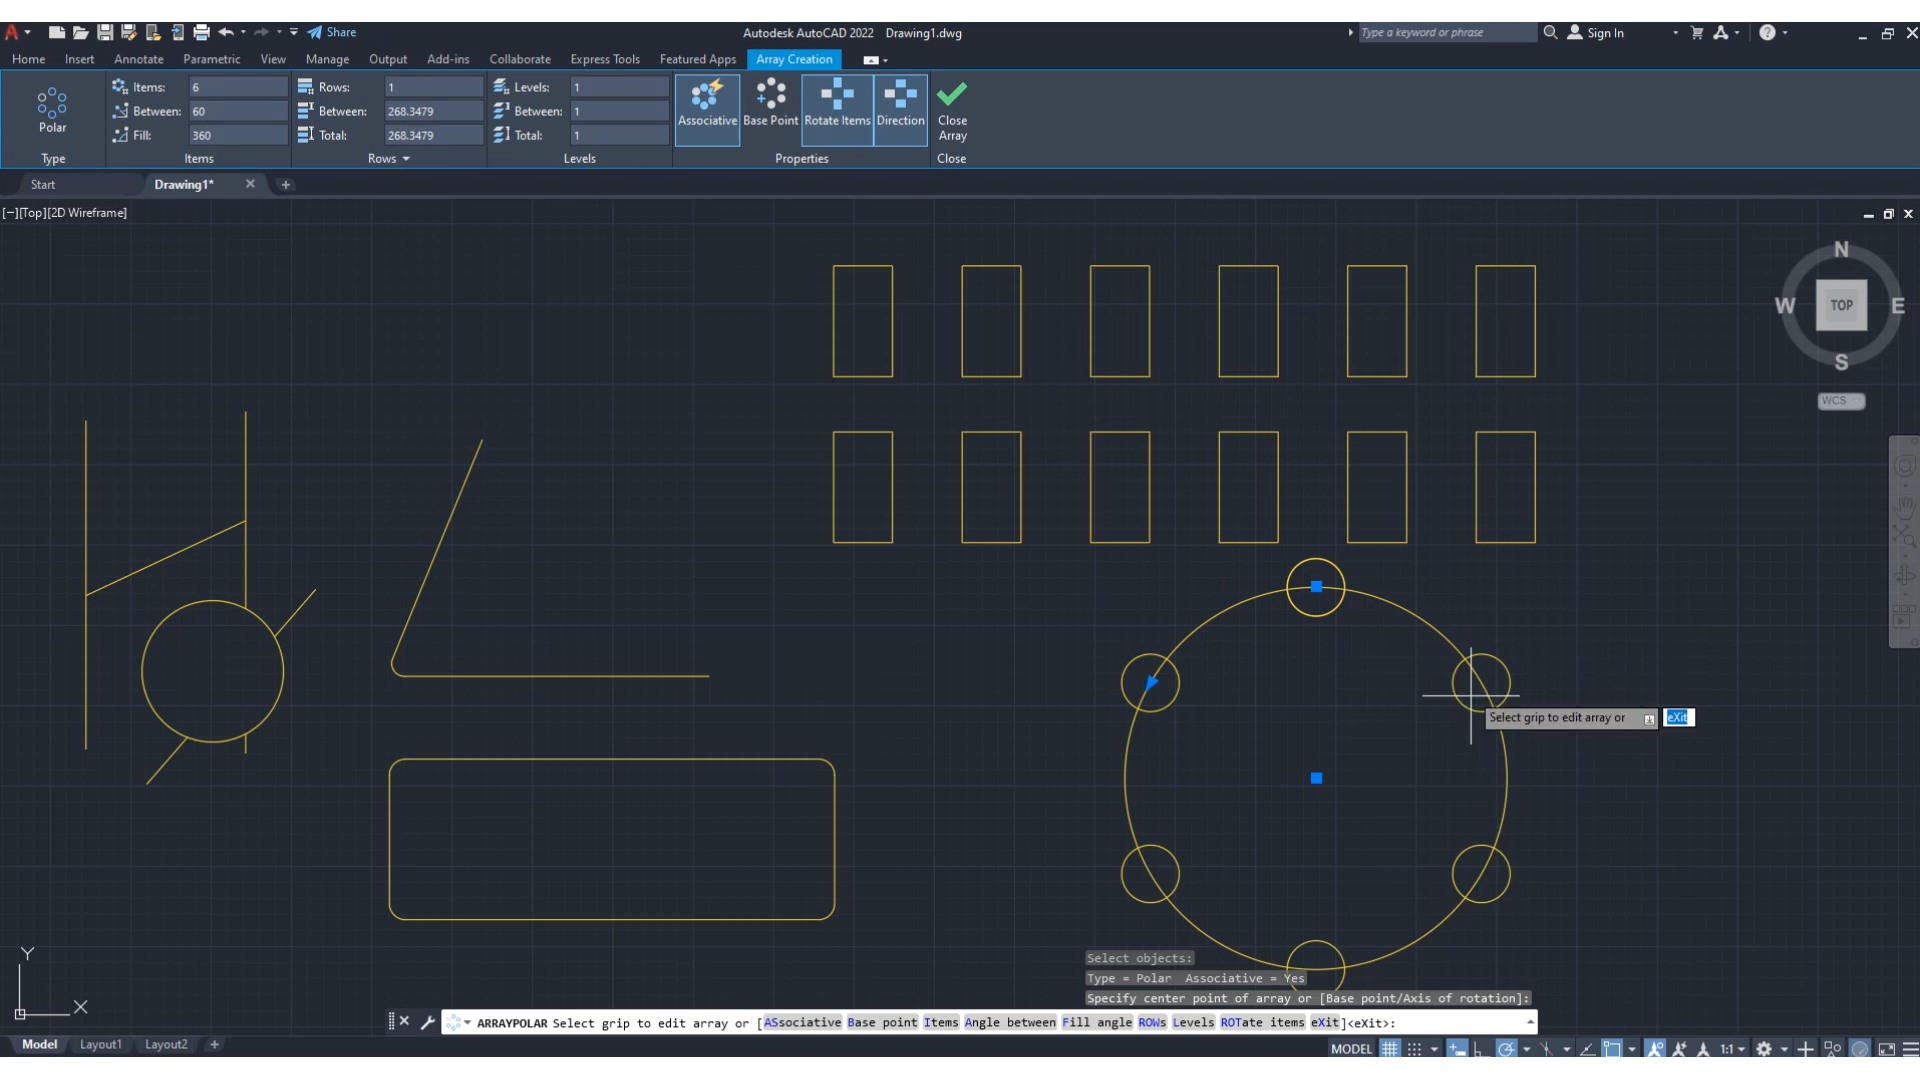 Share
Autodesk AutoCAD 2022 Drawing1.dwg
Type a keyword or phrase
Sign In
Home Insert Annotate Parametric View Manage Output Add-ins Collaborate Express Tools Featured Apps Array Creation
Items: 6 Rows: 1 Levels: 1
Between: 60 Between: 268.3479 Between: 1
Fill: 360 Total: 268.3479 Total: 1
Polar
Associative Base Point Rotate Items Direction Close Array
Type Items Rows Levels Properties Close
Start Drawing1*
[−][Top][2D Wireframe]
N
W TOP E
S
WCS
Select grip to edit array or eXit
Select objects:
Type = Polar Associative = Yes
Specify center point of array or [Base point/Axis of rotation]:
Y
X
ARRAYPOLAR Select grip to edit array or [ASsociative Base point Items Angle between Fill angle ROWs Levels ROTate items eXit]<eXit>:
Model Layout1 Layout2
MODEL 1:1